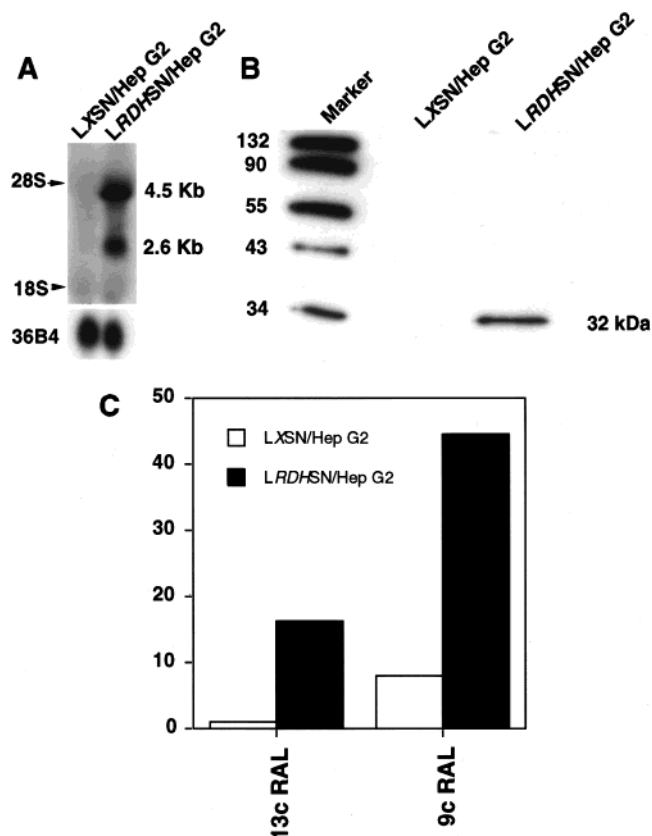 A
LXSN/Hep G2
LRDHSN/Hep G2
28S
4.5 Kb
2.6 Kb
18S
36B4
B
Marker
LXSN/Hep G2
LRDHSN/Hep G2
132
90
55
43
34
32 kDa
C
50
40
30
20
10
0
LXSN/Hep G2
LRDHSN/Hep G2
13c RAL
9c RAL